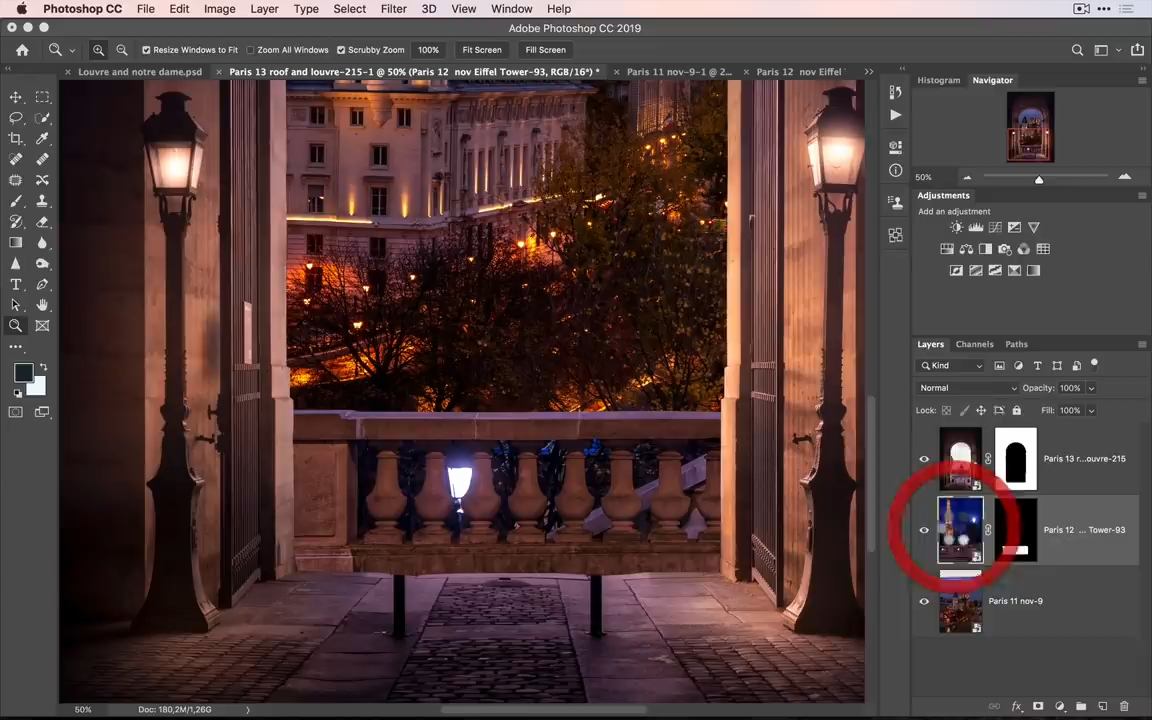 Photoshop CC File Edit Image Layer Type Select Filter 3D View Window Help
Adobe Photoshop CC 2019
Resize Windows to Fit Zoom All Windows Scrubby Zoom 100% Fit Screen Fill Screen
Louvre and notre dame.psd Paris 13 roof and louvre-215-1 @ 50% (Paris 12 nov Eiffel Tower-93, RGB/16*) * Paris 11 nov-9-1 @ 2... Paris 12 nov Eiffel
Histogram Navigator
50%
Adjustments
Add an adjustment
Layers Channels Paths
Kind
Normal Opacity: 100%
Lock: Fill: 100%
Paris 13 r...ouvre-215
Paris 12 ... Tower-93
Paris 11 nov-9
50% Doc: 180,2M/1,26G